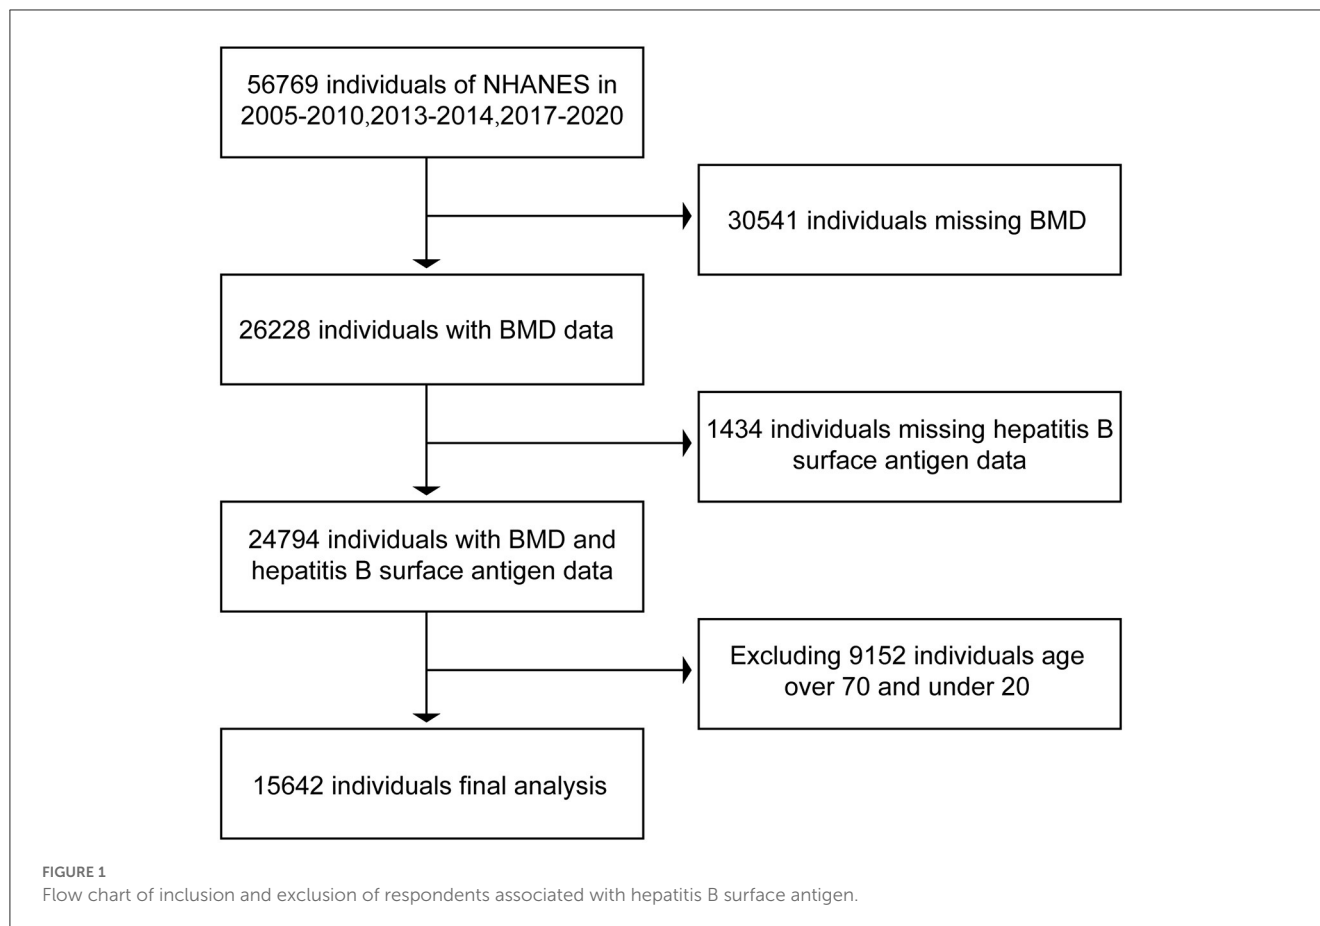 56769 individuals of NHANES in
2005-2010,2013-2014,2017-2020
30541 individuals missing BMD
26228 individuals with BMD data
1434 individuals missing hepatitis B
surface antigen data
24794 individuals with BMD and
hepatitis B surface antigen data
Excluding 9152 individuals age
over 70 and under 20
15642 individuals final analysis
FIGURE 1
Flow chart of inclusion and exclusion of respondents associated with hepatitis B surface antigen.